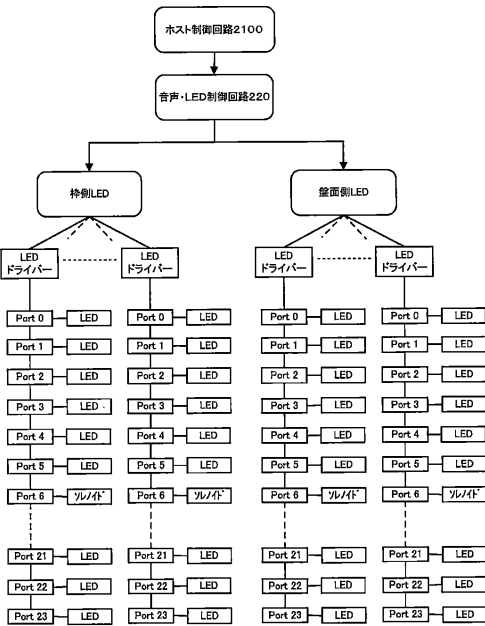 ホスト制御回路2100
音声・LED制御回路220
枠側LED
盤面側LED
LED
ドライバー
LED
ドライバー
LED
ドライバー
LED
ドライバー
Port 0 LED Port 0 LED Port 0 LED Port 0 LED
Port 1 LED Port 1 LED Port 1 LED Port 1 LED
Port 2 LED Port 2 LED Port 2 LED Port 2 LED
Port 3 LED Port 3 LED Port 3 LED Port 3 LED
Port 4 LED Port 4 LED Port 4 LED Port 4 LED
Port 5 LED Port 5 LED Port 5 LED Port 5 LED
Port 6 ソレノイド Port 6 ソレノイド Port 6 ソレノイド Port 6 ソレノイド
Port 21 LED Port 21 LED Port 21 LED Port 21 LED
Port 22 LED Port 22 LED Port 22 LED Port 22 LED
Port 23 LED Port 23 LED Port 23 LED Port 23 LED